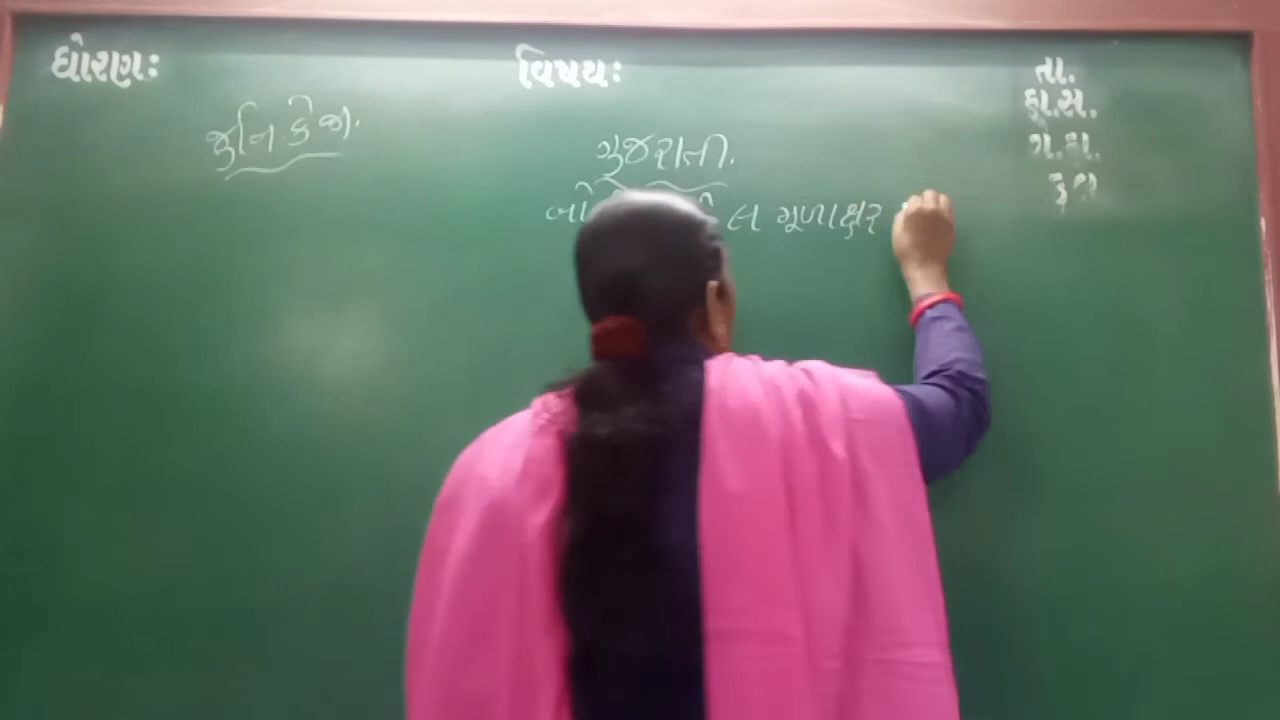 ધોરણઃ
વિષયઃ
તા.
હા.સ.
ગ.હા.
કુલ
જુનિ.કે.જી.
ગુજરાતી.
લ મૂળાક્ષર